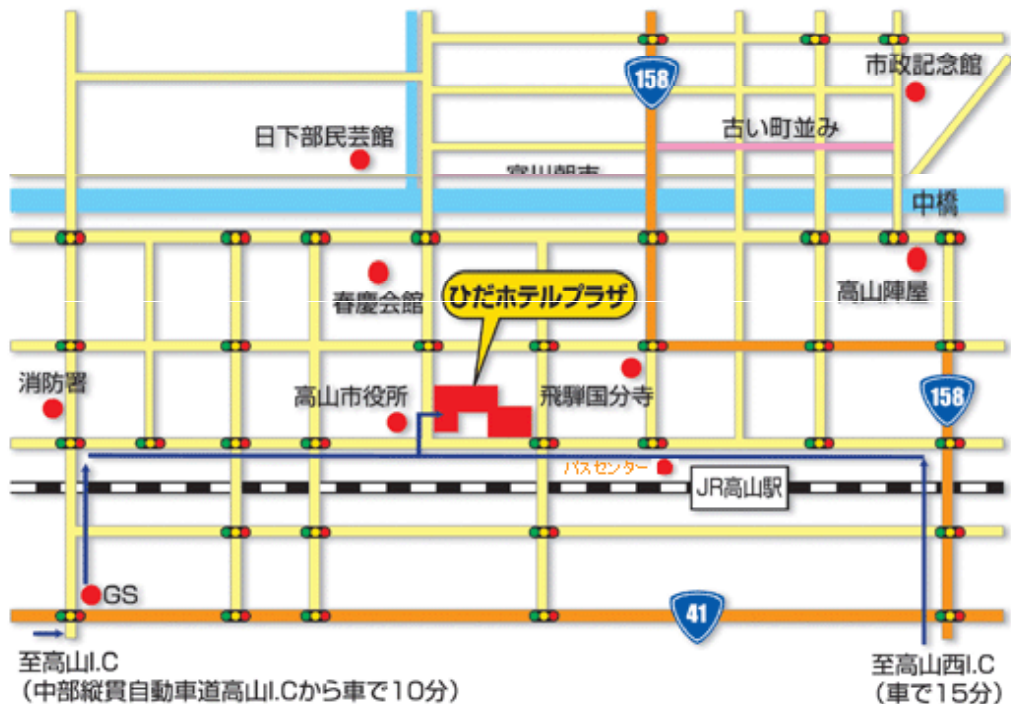 158
市政記念館
古い町並み
日下部民芸館
中橋
春慶会館
ひだホテルプラザ
高山陣屋
消防署
高山市役所
飛騨国分寺
158
バスセンター
JR高山駅
GS
41
至高山I.C
(中部縦貫自動車道高山I.Cから車で10分)
至高山西I.C
(車で15分)